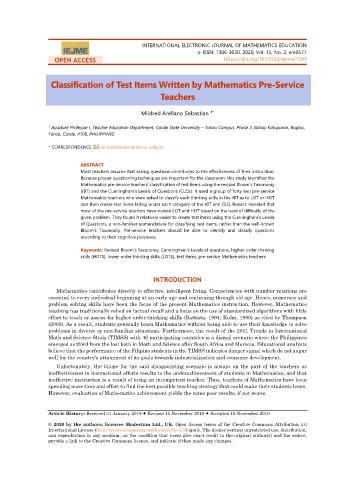 INTERNATIONAL ELECTRONIC JOURNAL OF MATHEMATICS EDUCATION
e-ISSN: 1306-3030. 2020, Vol. 15, No. 2, em0577
IEJME
OPEN ACCESS
https://doi.org/10.29333/iejme/7599
Classification of Test Items Written by Mathematics Pre-Service
Teachers
Mildred Arellano Sebastian 1*
1 Assistant Professor I, Teacher Education Department, Cavite State University – Tanza Campus, Phase 2, Bahay Katuparan, Bagtas,
Tanza, Cavite, 4108, PHILIPPINES
* CORRESPONDENCE:
ABSTRACT
Most teachers assume that asking questions contributes to the effectiveness of their instruction.
Because proper questioning techniques are important for the classroom, this study identified the
Mathematics pre-service teachers' classification of test items using the revised Bloom's Taxonomy
(rBT) and the Cunningham's Levels of Questions (CLOs). It used a group of forty two pre-service
Mathematics teachers who were asked to classify each thinking skills in the rBT as to LOT or HOT
and then create test items falling under each category of the rBT and CLO. Results revealed that
most of the pre-service teachers have viewed LOT and HOT based on the level of difficulty of the
given problem. They found it relatively easier to create test items using the Cunningham's Levels
of Questions, a non-familiar nomenclature for classifying test items, rather than the well-known
Bloom's Taxonomy. Pre-service teachers should be able to identify and classify questions
according to their cognitive purposes.
Keywords: Revised Bloom's Taxonomy, Cunningham's Levels of questions, higher-order thinking
skills (HOTS), lower-order thinking skills (LOTS), test items, pre-service Mathematics teachers
INTRODUCTION
Mathematics contributes directly to effective, intelligent living. Competencies with number relations are
essential to every individual beginning at an early age and continuing through old age. Hence, numeracy and
problem solving skills have been the focus of the present Mathematics instruction. However, Mathematics
teaching has traditionally relied on factual recall and a focus on the use of standardized algorithms with little
effort to teach or assess for higher-order thinking skills (Battista, 1994; Kulm, 1990) as cited by Thompson
(2008). As a result, students generally learn Mathematics without being able to use their knowledge to solve
problems in diverse or non-familiar situations. Furthermore, the result of the 2011 Trends in International
Math and Science Study (TIMSS) with 50 participating countries is a dismal scenario where the Philippines
emerged as third from the last both in Math and Science after South Africa and Morocco. Educational analysts
believe that the performance of the Filipino students in the TIMSS indicates danger signal which do not augur
well for the country's attainment of its goals towards industrialization and economic development.
Unfortunately, the blame for the said disappointing scenario is always on the part of the teachers as
ineffectiveness in instructional efforts results to the underachievement of students in Mathematics; and that
ineffective instruction is a result of being an incompetent teacher. Thus, teachers of Mathematics have been
spending more time and effort to find the best possible teaching strategy that could make their students learn.
However, evaluation of Mathematics achievement yields the same poor results, if not worse.
Article History: Received 31 January 2019 ♦ Revised 15 November 2019 ♦ Accepted 19 November 2019
© 2020 by the authors; licensee Modestum Ltd., UK. Open Access terms of the Creative Commons Attribution 4.0
International License (http://creativecommons.org/licenses/by/4.0/) apply. The license permits unrestricted use, distribution,
and reproduction in any medium, on the condition that users give exact credit to the original author(s) and the source,
provide a link to the Creative Commons license, and indicate if they made any changes.